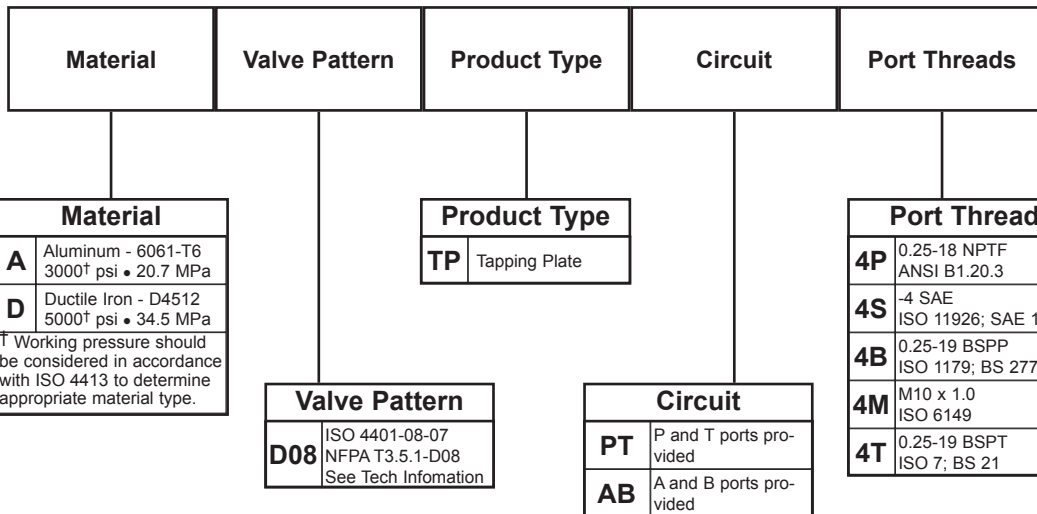 Material Valve Pattern Product Type Circuit Port Threads
Material
A Aluminum - 6061-T6
3000† psi • 20.7 MPa
D Ductile Iron - D4512
5000† psi • 34.5 MPa
† Working pressure should
be considered in accordance
with ISO 4413 to determine
appropriate material type.
Valve Pattern
D08 ISO 4401-08-07
NFPA T3.5.1-D08
See Tech Infomation
Product Type
TP Tapping Plate
Circuit
PT P and T ports pro-
vided
AB A and B ports pro-
vided
Port Thread
4P 0.25-18 NPTF
ANSI B1.20.3
4S -4 SAE
ISO 11926; SAE 1
4B 0.25-19 BSPP
ISO 1179; BS 277
4M M10 x 1.0
ISO 6149
4T 0.25-19 BSPT
ISO 7; BS 21